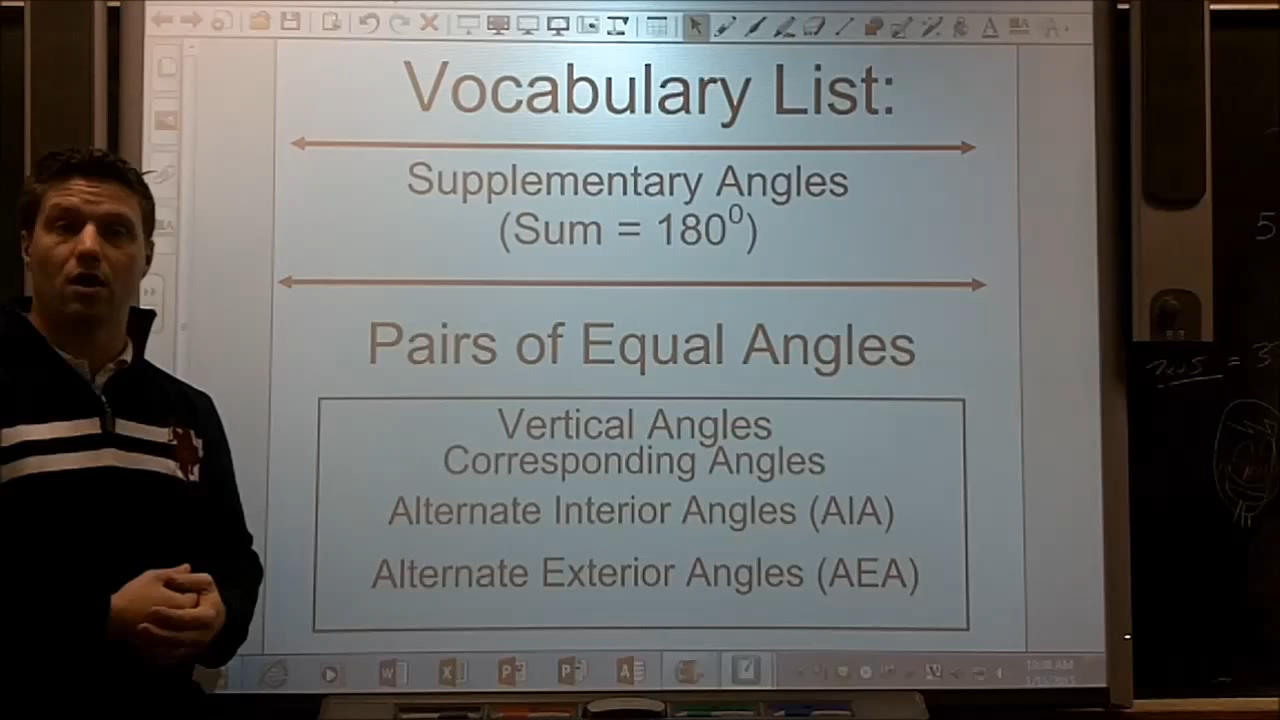 Vocabulary List:
Supplementary Angles
(Sum = 180⁰)
Pairs of Equal Angles
Vertical Angles
Corresponding Angles
Alternate Interior Angles (AIA)
Alternate Exterior Angles (AEA)
5